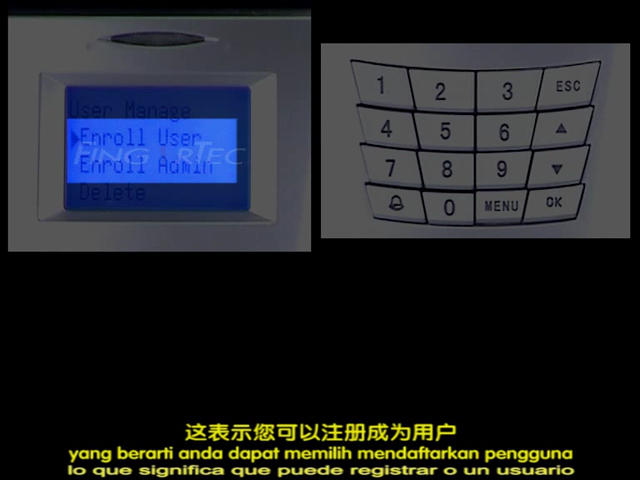 User Manage
Enroll User
FINGERTEC
Enroll Admin
Delete
1 2 3 ESC
4 5 6 ▲
7 8 9 ▼
0 MENU OK
这表示您可以注册成为用户
yang berarti anda dapat memilih mendaftarkan pengguna
lo que significa que puede registrar o un usuario